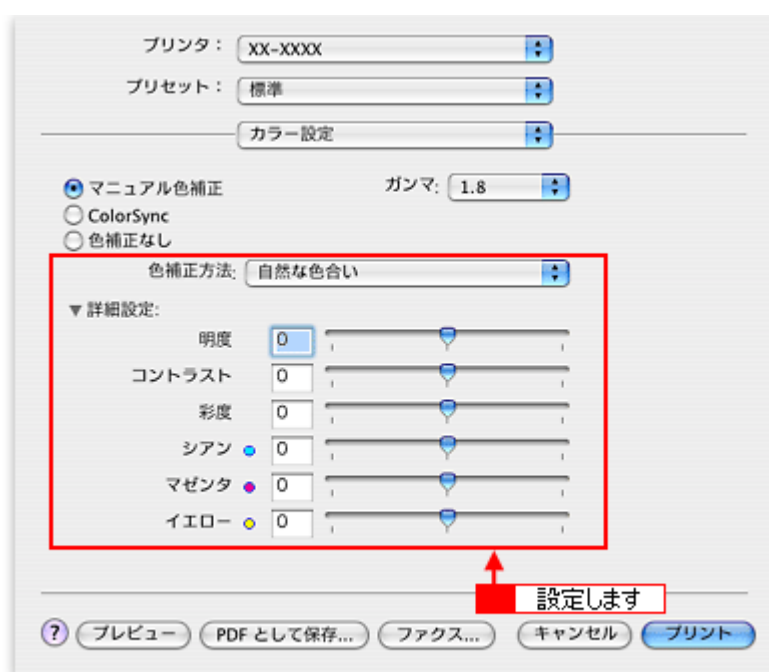 プリンタ： XX-XXXX
プリセット： 標準
カラー設定
マニュアル色補正 ガンマ: 1.8
ColorSync
色補正なし
色補正方法: 自然な色合い
▼詳細設定:
明度 0
コントラスト 0
彩度 0
シアン 0
マゼンタ 0
イエロー 0
設定します
? プレビュー PDF として保存... ファクス... キャンセル プリント